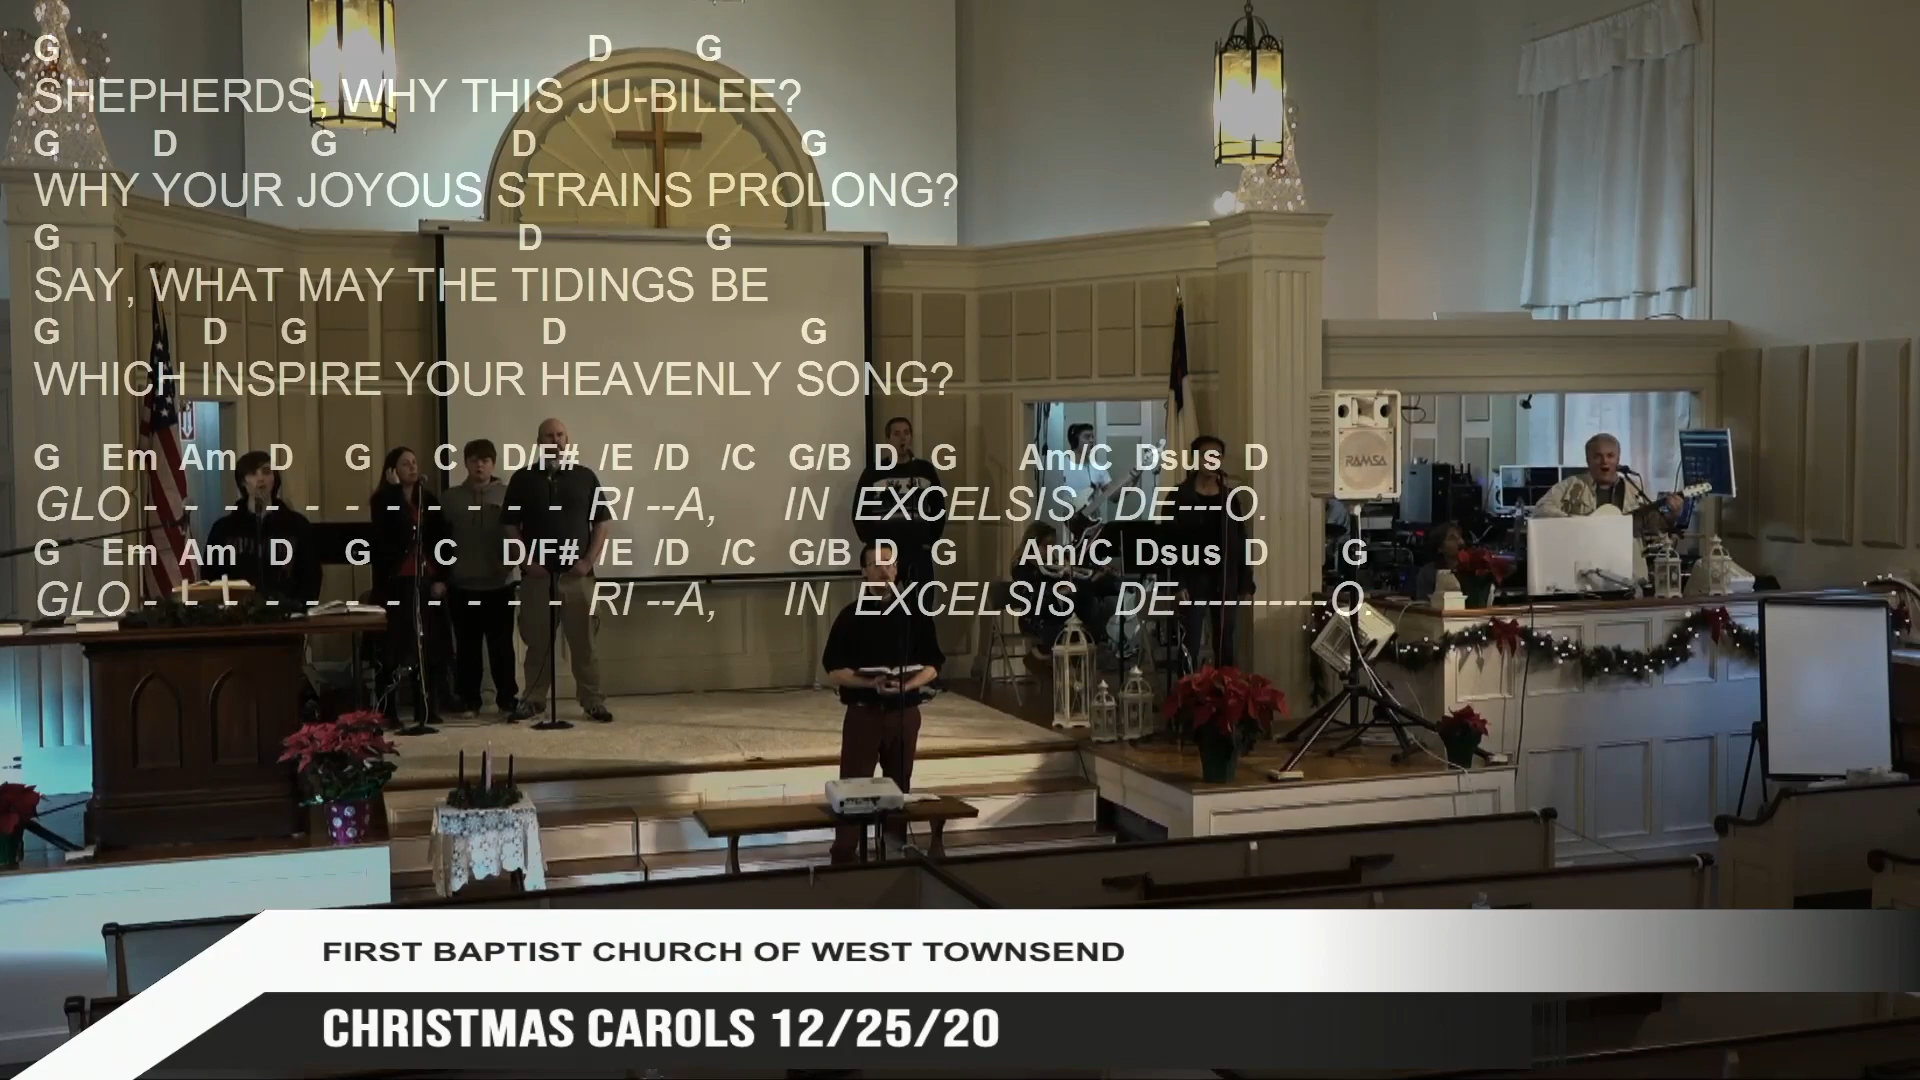 G D G
SHEPHERDS, WHY THIS JU-BILEE?
G D G D G
WHY YOUR JOYOUS STRAINS PROLONG?
G D G
SAY, WHAT MAY THE TIDINGS BE
G D G D G
WHICH INSPIRE YOUR HEAVENLY SONG?
G Em Am D G C D/F# /E /D /C G/B D G Am/C Dsus D
GLO - - - - - - - - - - - RI --A, IN EXCELSIS DE---O.
G Em Am D G C D/F# /E /D /C G/B D G Am/C Dsus D G
GLO - - - - - - - - - - - RI --A, IN EXCELSIS DE----------O.
RAMSA
FIRST BAPTIST CHURCH OF WEST TOWNSEND
CHRISTMAS CAROLS 12/25/20